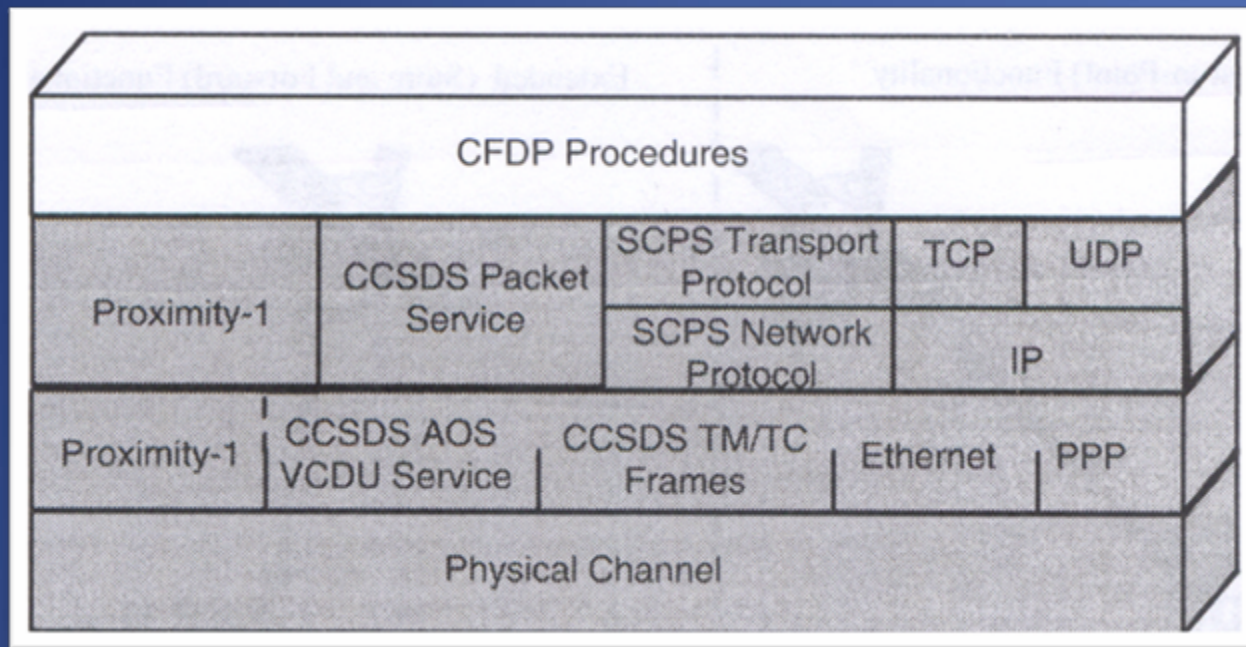 CFDP Procedures
Proximity-1
CCSDS Packet
Service
SCPS Transport
Protocol
TCP
UDP
SCPS Network
Protocol
IP
Proximity-1
CCSDS AOS
VCDU Service
CCSDS TM/TC
Frames
Ethernet
PPP
Physical Channel